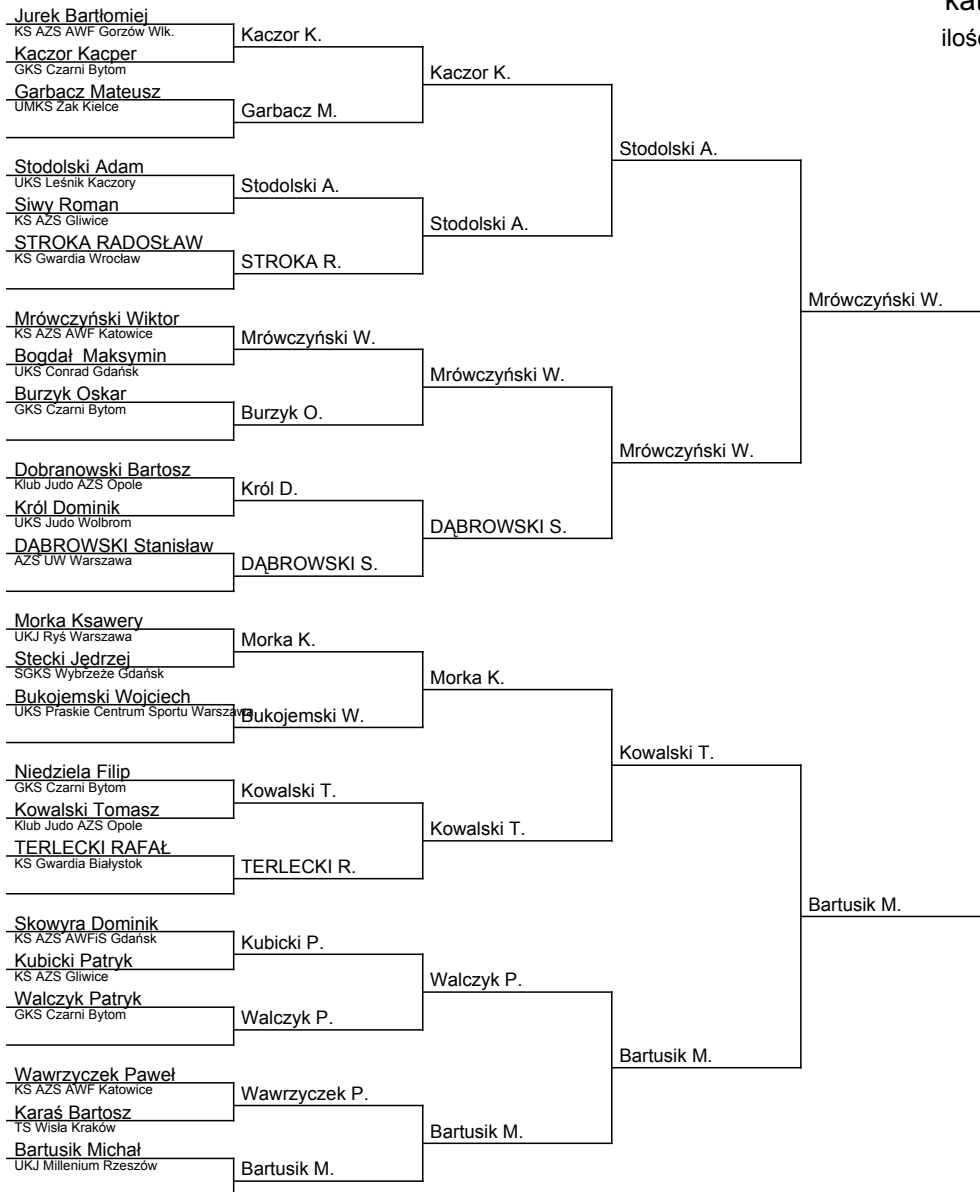 Jurek Bartłomiej
KS AZS AWF Gorzów Wlk.
Kaczor Kacper
GKS Czarni Bytom
Garbacz Mateusz
UMKS Żak Kielce
Stodolski Adam
UKS Leśnik Kaczory
Siwy Roman
KS AZS Gliwice
STROKA RADOSŁAW
KS Gwardia Wrocław
Mrówczyński Wiktor
KS AZS AWF Katowice
Bogdał  Maksymin
UKS Conrad Gdańsk
Burzyk Oskar
GKS Czarni Bytom
Dobranowski Bartosz
Klub Judo AZS Opole
Król Dominik
UKS Judo Wolbrom
DĄBROWSKI Stanisław
AZS UW Warszawa
Morka Ksawery
UKJ Ryś Warszawa
Stecki Jędrzej
SGKS Wybrzeże Gdańsk
Bukojemski Wojciech
UKS Praskie Centrum Sportu Warszawa
Niedziela Filip
GKS Czarni Bytom
Kowalski Tomasz
Klub Judo AZS Opole
TERLECKI RAFAŁ
KS Gwardia Białystok
Skowyra Dominik
KS AZS AWFiS Gdańsk
Kubicki Patryk
KS AZS Gliwice
Walczyk Patryk
GKS Czarni Bytom
Wawrzyczek Paweł
KS AZS AWF Katowice
Karaś Bartosz
TS Wisła Kraków
Bartusik Michał
UKJ Millenium Rzeszów
Kaczor K.
Garbacz M.
Stodolski A.
STROKA R.
Mrówczyński W.
Burzyk O.
Król D.
DĄBROWSKI S.
Morka K.
Bukojemski W.
Kowalski T.
TERLECKI R.
Kubicki P.
Walczyk P.
Wawrzyczek P.
Bartusik M.
Kaczor K.
Stodolski A.
Mrówczyński W.
DĄBROWSKI S.
Morka K.
Kowalski T.
Walczyk P.
Bartusik M.
Stodolski A.
Mrówczyński W.
Kowalski T.
Bartusik M.
Mrówczyński W.
Bartusik M.